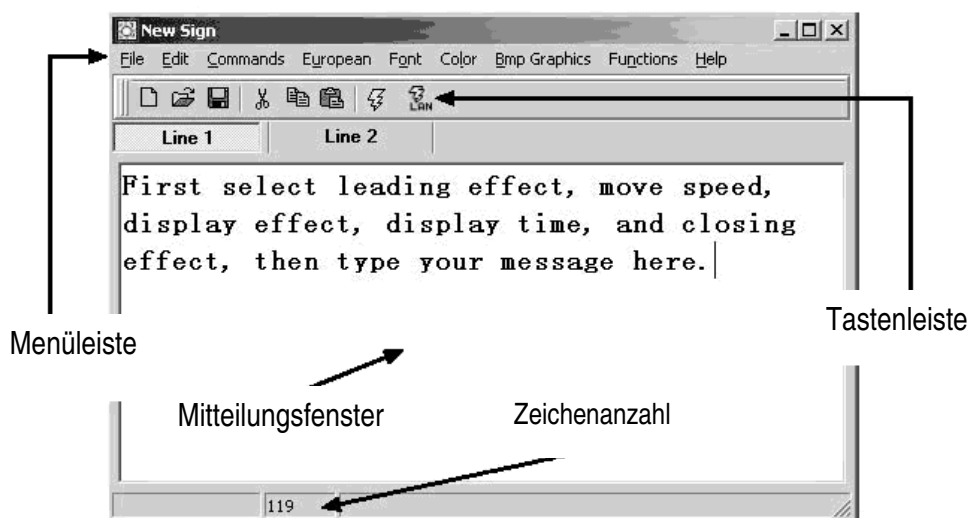 New Sign
File Edit Commands European Font Color Bmp Graphics Functions Help
LAN
Line 1 Line 2
First select leading effect, move speed,
display effect, display time, and closing
effect, then type your message here.
Tastenleiste
Menüleiste
Mitteilungsfenster Zeichenanzahl
119